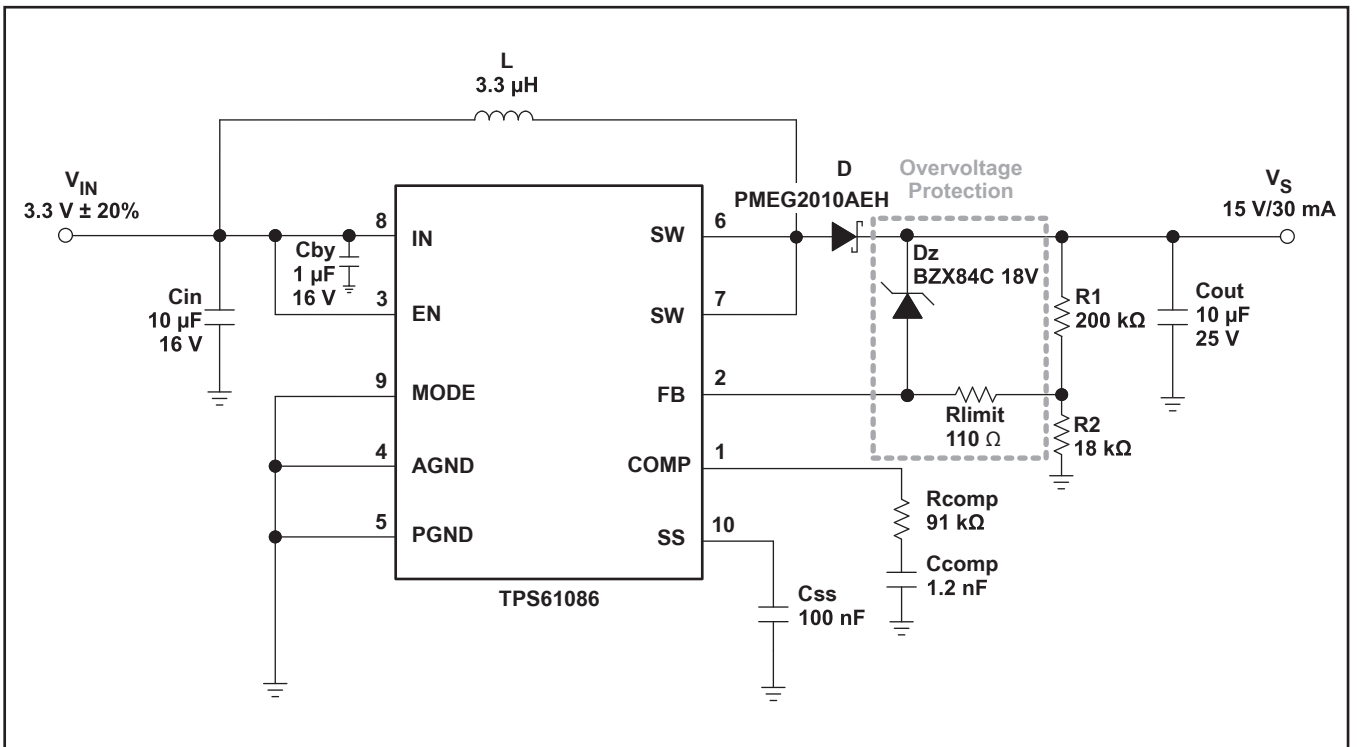 L
3.3 µH
VIN
3.3 V ± 20%
Cin
10 µF
16 V
Cby
1 µF
16 V
8
IN
3
EN
9
MODE
4
AGND
5
PGND
SW
6
SW
7
FB
2
COMP
1
SS
10
TPS61086
D
PMEG2010AEH
Overvoltage
Protection
Dz
BZX84C 18V
Rlimit
110 Ω
R1
200 kΩ
R2
18 kΩ
Cout
10 µF
25 V
VS
15 V/30 mA
Rcomp
91 kΩ
Ccomp
1.2 nF
Css
100 nF